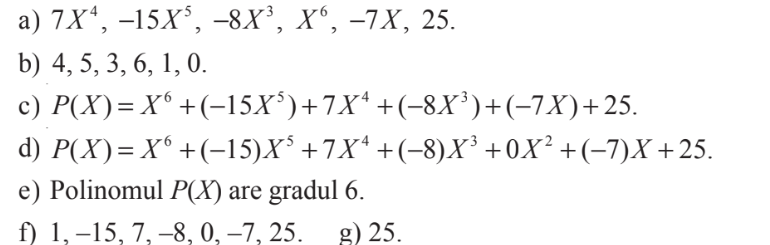 a) 7X⁴, –15X⁵, –8X³, X⁶, –7X, 25.
b) 4, 5, 3, 6, 1, 0.
c) P(X)= X⁶ +(–15X⁵)+7X⁴ +(–8X³)+(–7X)+25.
d) P(X)= X⁶ +(–15)X⁵ +7X⁴ +(–8)X³ +0X² +(–7)X +25.
e) Polinomul P(X) are gradul 6.
f) 1, –15, 7, –8, 0, –7, 25. g) 25.